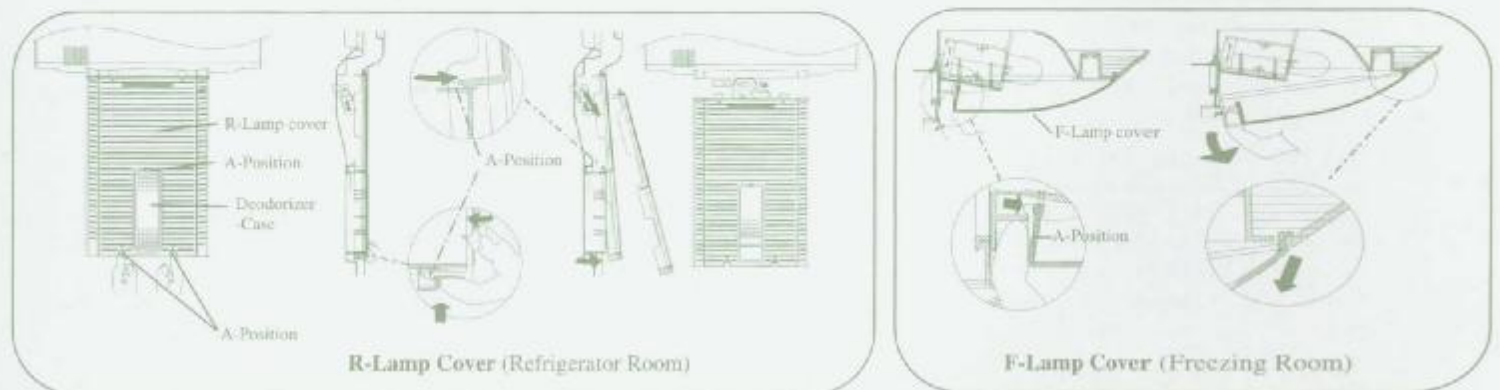 R-Lamp cover
A-Position
Deodorizer
-Case
A-Position
A-Position
R-Lamp Cover (Refrigerator Room)
F-Lamp cover
A-Position
F-Lamp Cover (Freezing Room)